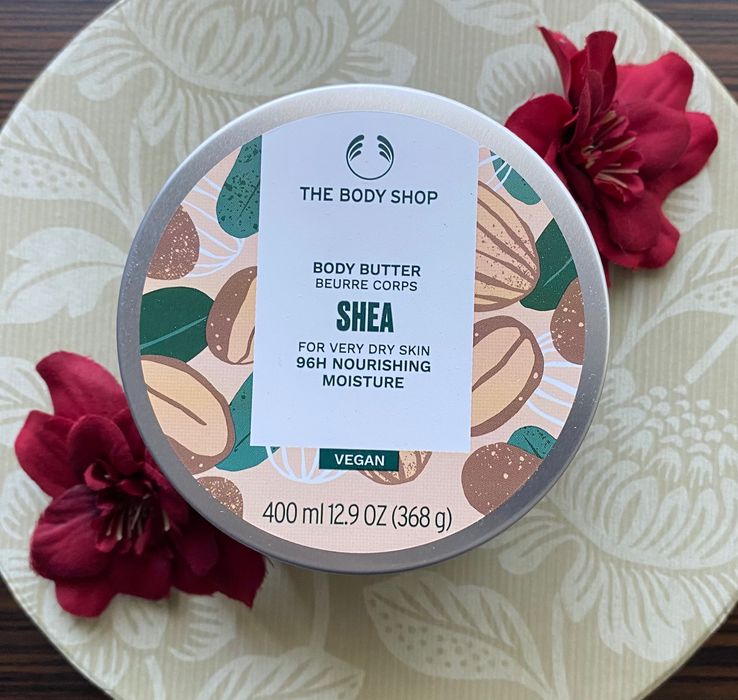 THE BODY SHOP
BODY BUTTER
BEURRE CORPS
SHEA
FOR VERY DRY SKIN
96H NOURISHING
MOISTURE
VEGAN
400 ml 12.9 OZ (368 g)